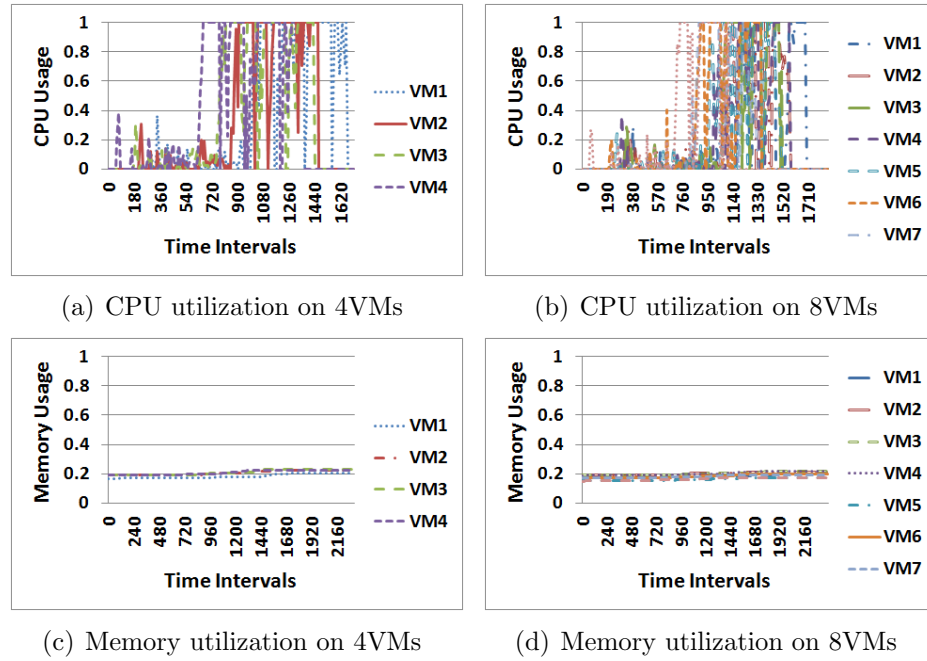 1
0.8
0.6
0.4
0.2
0
CPU Usage
0
180
360
540
720
900
1080
1260
1440
1620
Time Intervals
VM1
VM2
VM3
VM4
(a) CPU utilization on 4VMs
1
0.8
0.6
0.4
0.2
0
CPU Usage
0
190
380
570
760
950
1140
1330
1520
1710
Time Intervals
VM1
VM2
VM3
VM4
VM5
VM6
VM7
(b) CPU utilization on 8VMs
1
0.8
0.6
0.4
0.2
0
Memory Usage
0
240
480
720
960
1200
1440
1680
1920
2160
Time Intervals
VM1
VM2
VM3
VM4
(c) Memory utilization on 4VMs
1
0.8
0.6
0.4
0.2
0
Memory Usage
0
240
480
720
960
1200
1440
1680
1920
2160
Time Intervals
VM1
VM2
VM3
VM4
VM5
VM6
VM7
(d) Memory utilization on 8VMs